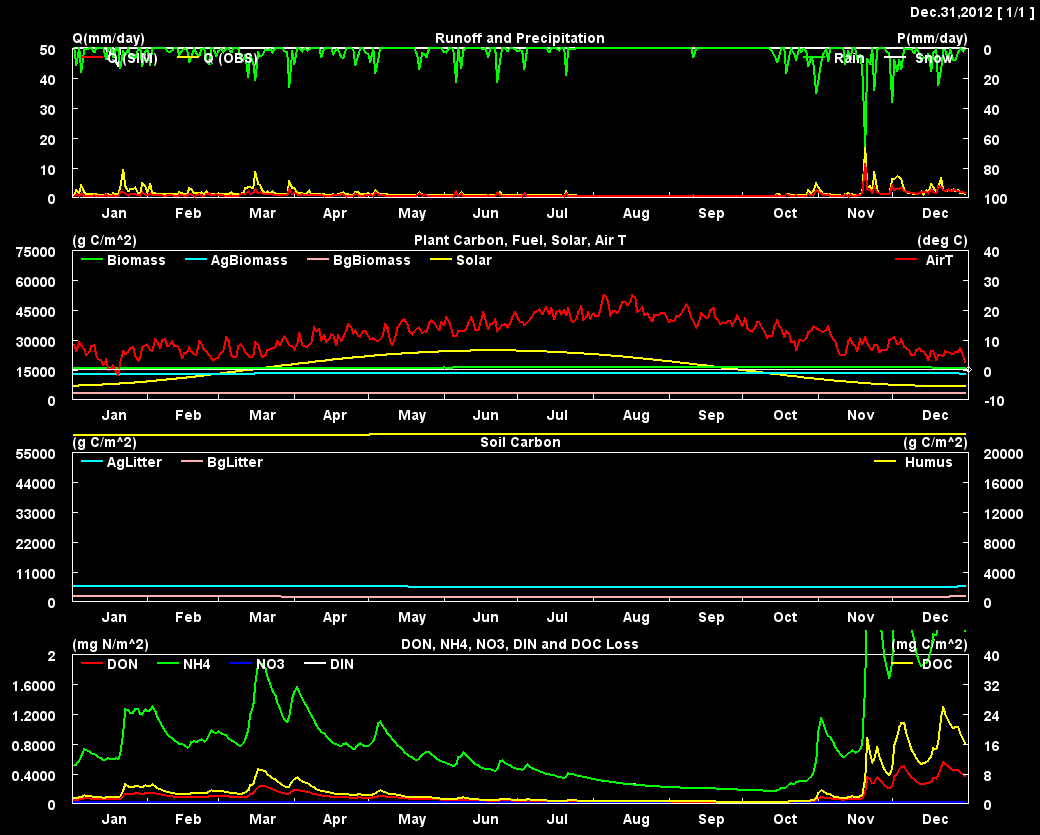 Dec.31,2012 [ 1/1 ]
Q(mm/day) Runoff and Precipitation P(mm/day)
50 Q (SIM) Q (OBS) Rain Snow 0
40 20
30 40
20 60
10 80
0 100
Jan Feb Mar Apr May Jun Jul Aug Sep Oct Nov Dec
(g C/m^2) Plant Carbon, Fuel, Solar, Air T (deg C)
75000 Biomass AgBiomass BgBiomass Solar AirT 40
60000 30
45000 20
30000 10
15000 0
0 -10
Jan Feb Mar Apr May Jun Jul Aug Sep Oct Nov Dec
(g C/m^2) Soil Carbon (g C/m^2)
55000 AgLitter BgLitter Humus 20000
44000 16000
33000 12000
22000 8000
11000 4000
0 0
Jan Feb Mar Apr May Jun Jul Aug Sep Oct Nov Dec
(mg N/m^2) DON, NH4, NO3, DIN and DOC Loss (mg C/m^2)
2 DON NH4 NO3 DIN DOC 40
1.6000 32
1.2000 24
0.8000 16
0.4000 8
0 0
Jan Feb Mar Apr May Jun Jul Aug Sep Oct Nov Dec